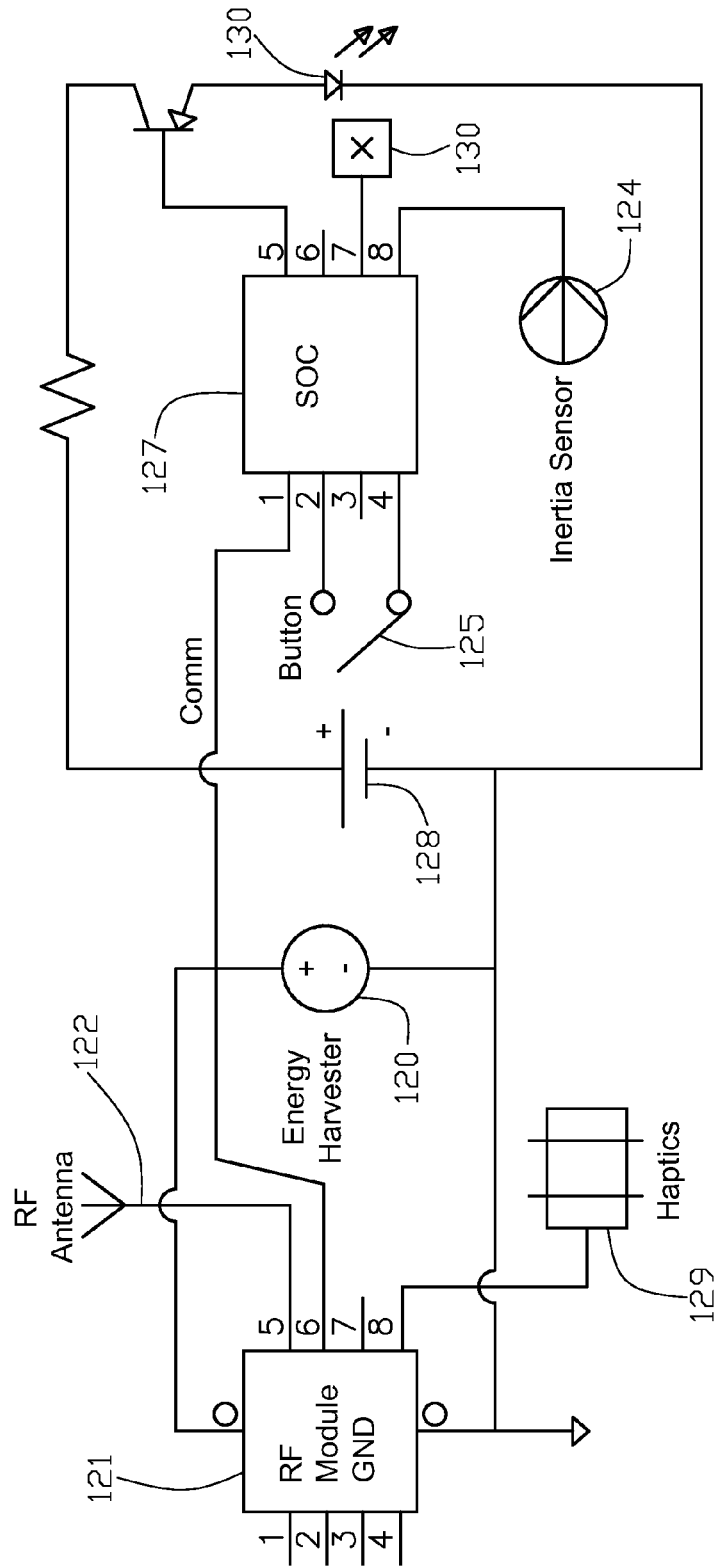 RF
Antenna
122
121
1
2
3
4
RF
Module
GND
5
6
7
8
Energy
Harvester
+
-
120
Haptics
129
Comm
+
-
128
Button
125
127
1
2
3
4
SOC
5
6
7
8
130
X
130
Inertia Sensor
124